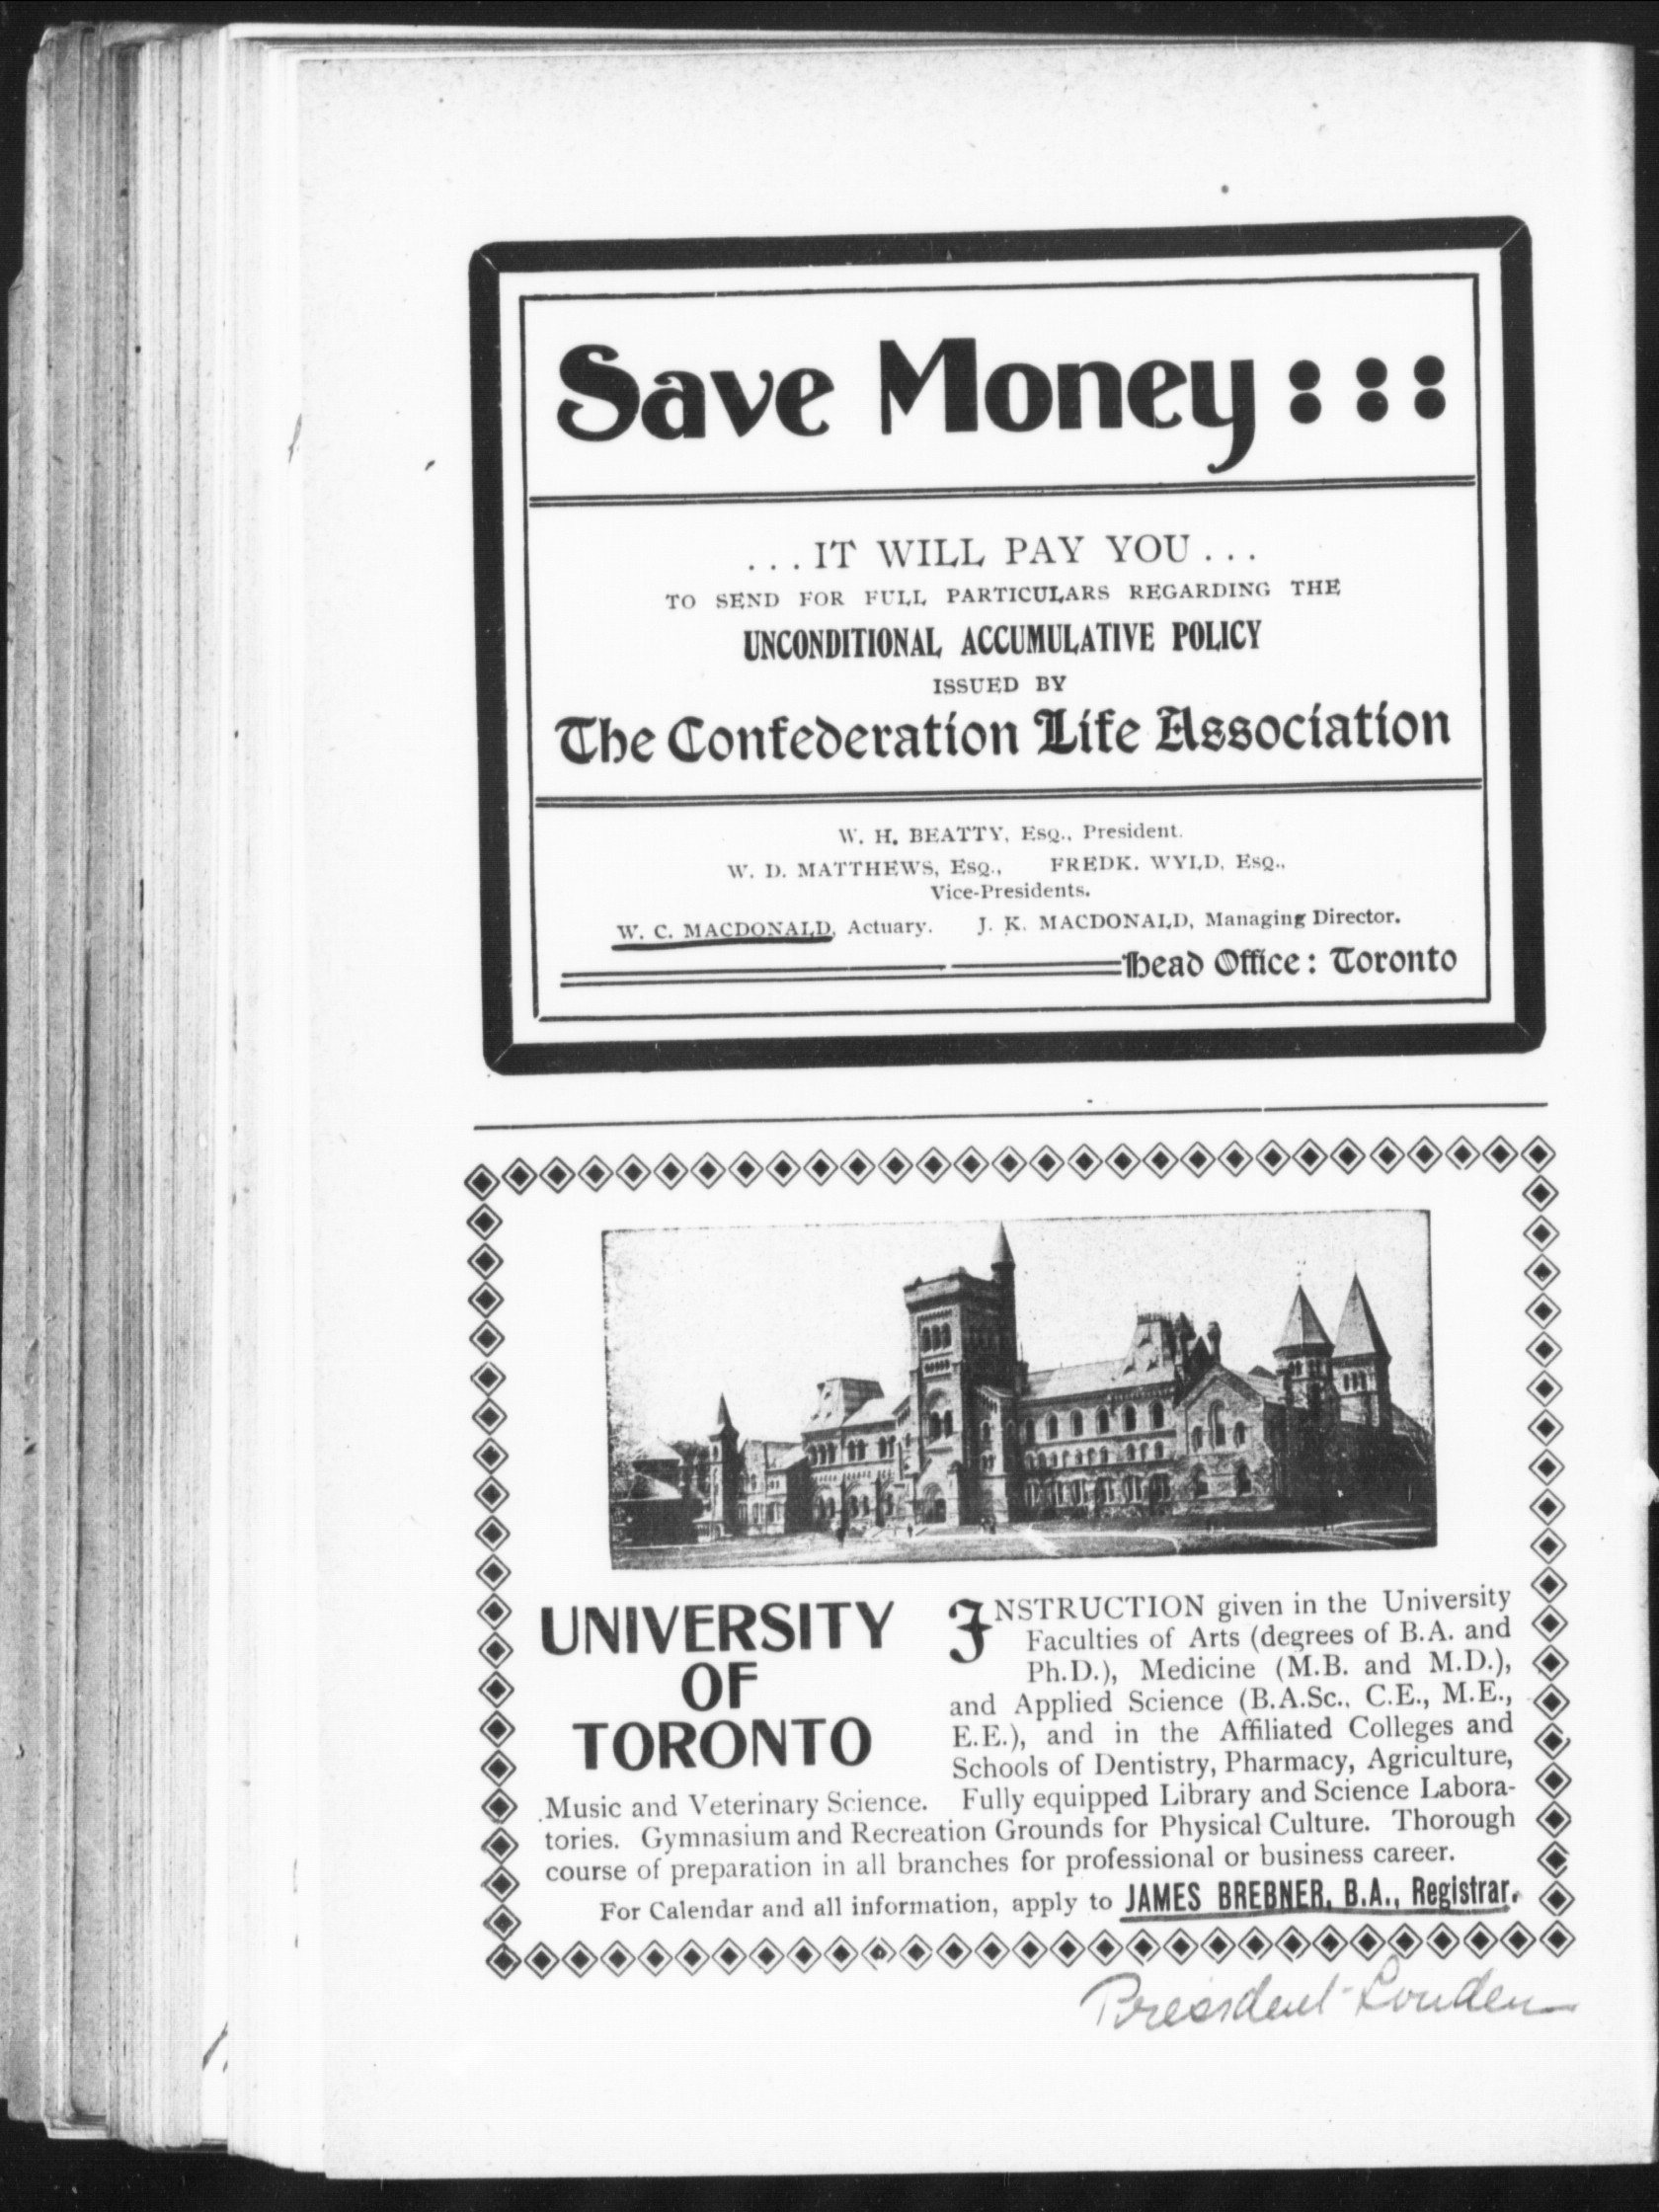 Save Money :::
...IT WILL PAY YOU...
TO SEND FOR FULL PARTICULARS REGARDING THE
UNCONDITIONAL ACCUMULATIVE POLICY
ISSUED BY
The Confederation Life Association
W. H. BEATTY, Esq., President.
W. D. MATTHEWS, Esq., FREDK. WYLD, Esq.,
Vice-Presidents.
W. C. MACDONALD, Actuary. J. K. MACDONALD, Managing Director.
Head Office: Toronto
UNIVERSITY
OF
TORONTO
INSTRUCTION given in the University
Faculties of Arts (degrees of B.A. and
Ph.D.), Medicine (M.B. and M.D.),
and Applied Science (B.A.Sc., C.E., M.E.,
E.E.), and in the Affiliated Colleges and
Schools of Dentistry, Pharmacy, Agriculture,
Music and Veterinary Science. Fully equipped Library and Science Labora-
tories. Gymnasium and Recreation Grounds for Physical Culture. Thorough
course of preparation in all branches for professional or business career.
For Calendar and all information, apply to JAMES BREBNER, B.A., Registrar.
President Louden